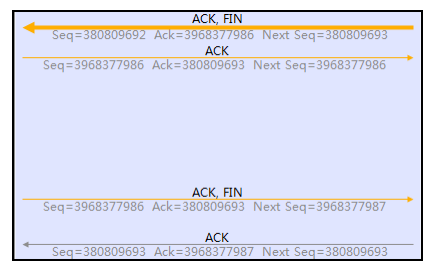 ACK, FIN
Seq=380809692 Ack=3968377986 Next Seq=380809693
ACK
Seq=3968377986 Ack=380809693 Next Seq=3968377986
ACK, FIN
Seq=3968377986 Ack=380809693 Next Seq=3968377987
ACK
Seq=380809693 Ack=3968377987 Next Seq=380809693